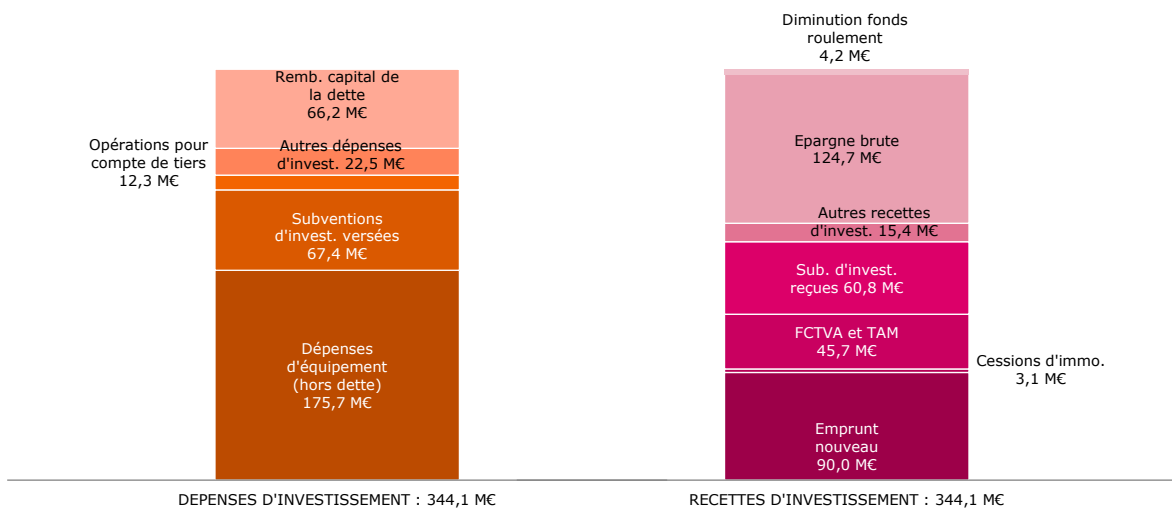 Remb. capital de
la dette
66,2 M€
Opérations pour
compte de tiers
12,3 M€
Autres dépenses
d'invest. 22,5 M€
Subventions
d'invest. versées
67,4 M€
Dépenses
d'équipement
(hors dette)
175,7 M€
DEPENSES D'INVESTISSEMENT : 344,1 M€
Diminution fonds
roulement
4,2 M€
Epargne brute
124,7 M€
Autres recettes
d'invest. 15,4 M€
Sub. d'invest.
reçues 60,8 M€
FCTVA et TAM
45,7 M€
Cessions d'immo.
3,1 M€
Emprunt
nouveau
90,0 M€
RECETTES D'INVESTISSEMENT : 344,1 M€